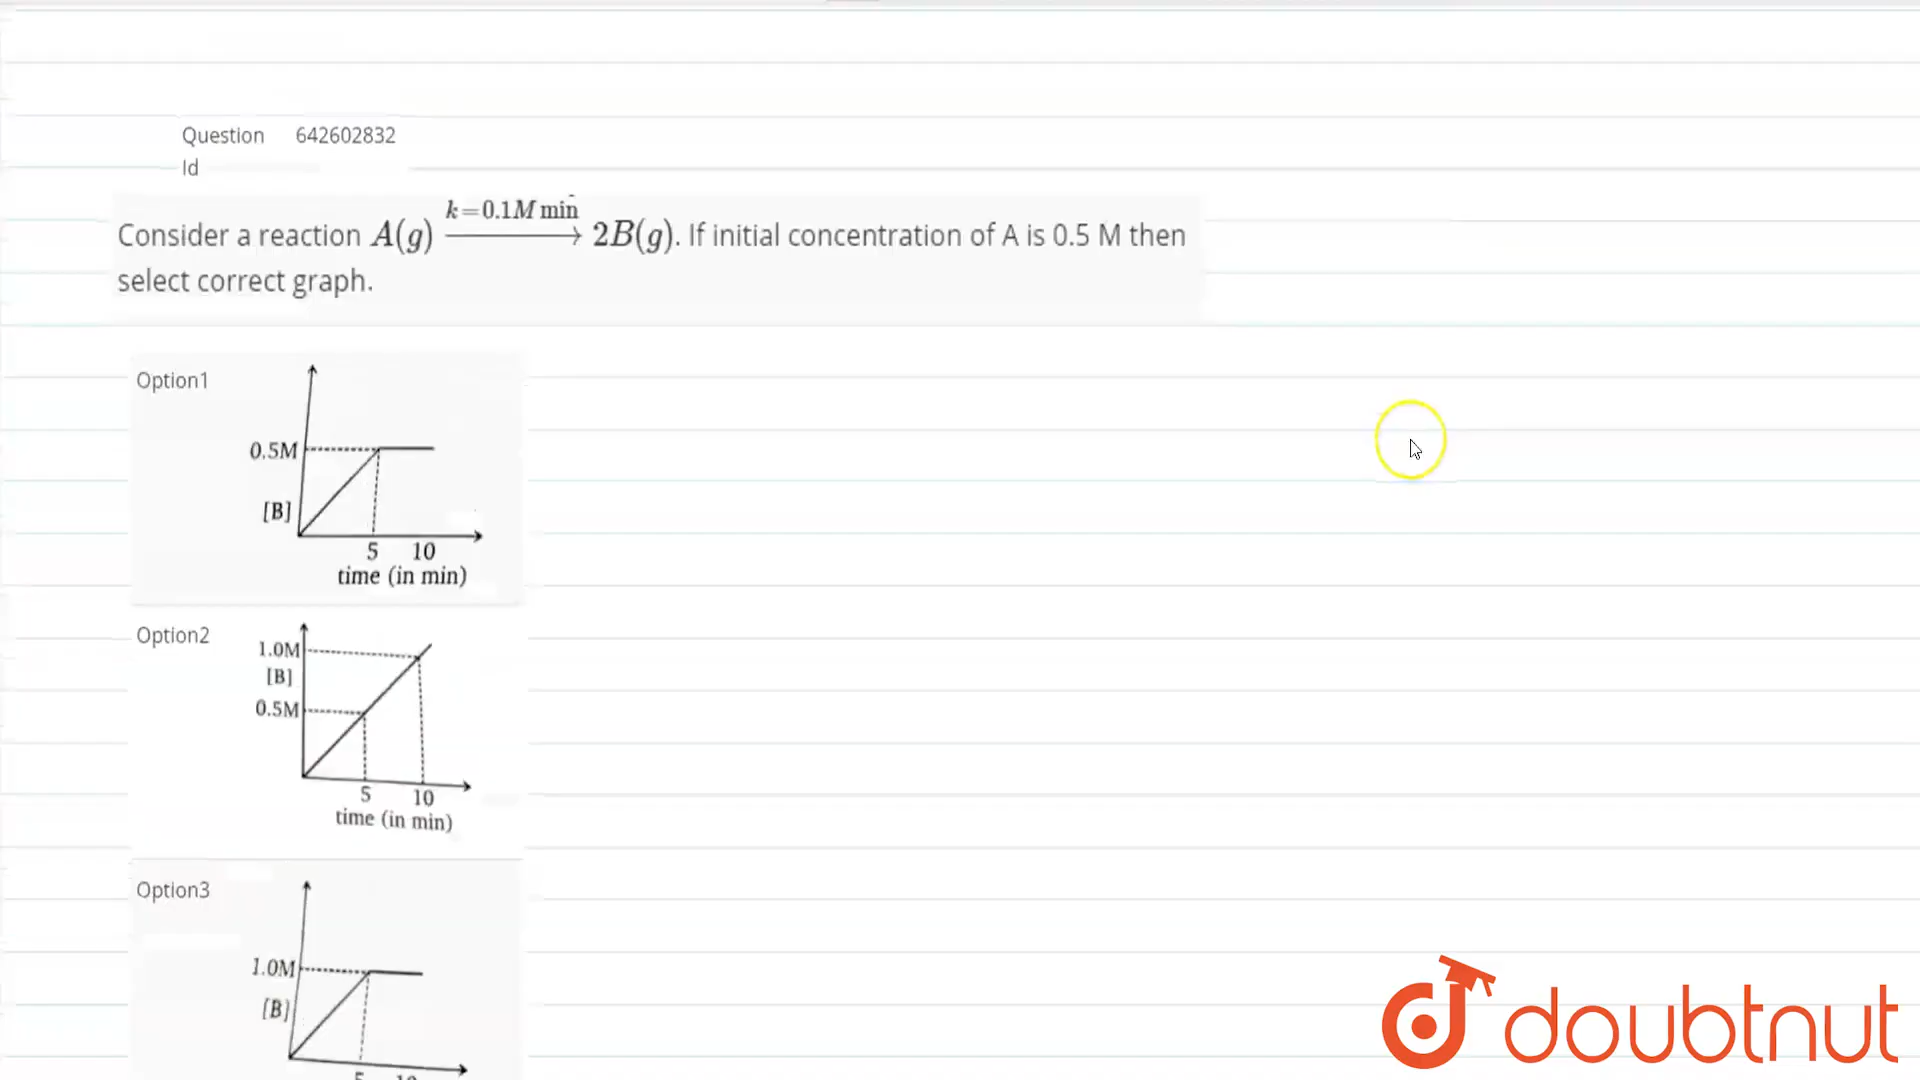 Question 642602832
Id
Consider a reaction A(g) \xrightarrow{k=0.1M min^-} 2B(g). If initial concentration of A is 0.5 M then
select correct graph.
Option1
0.5M
[B]
5 10
time (in min)
Option2
1.0M
[B]
0.5M
5 10
time (in min)
Option3
1.0M
[B]
doubtnut